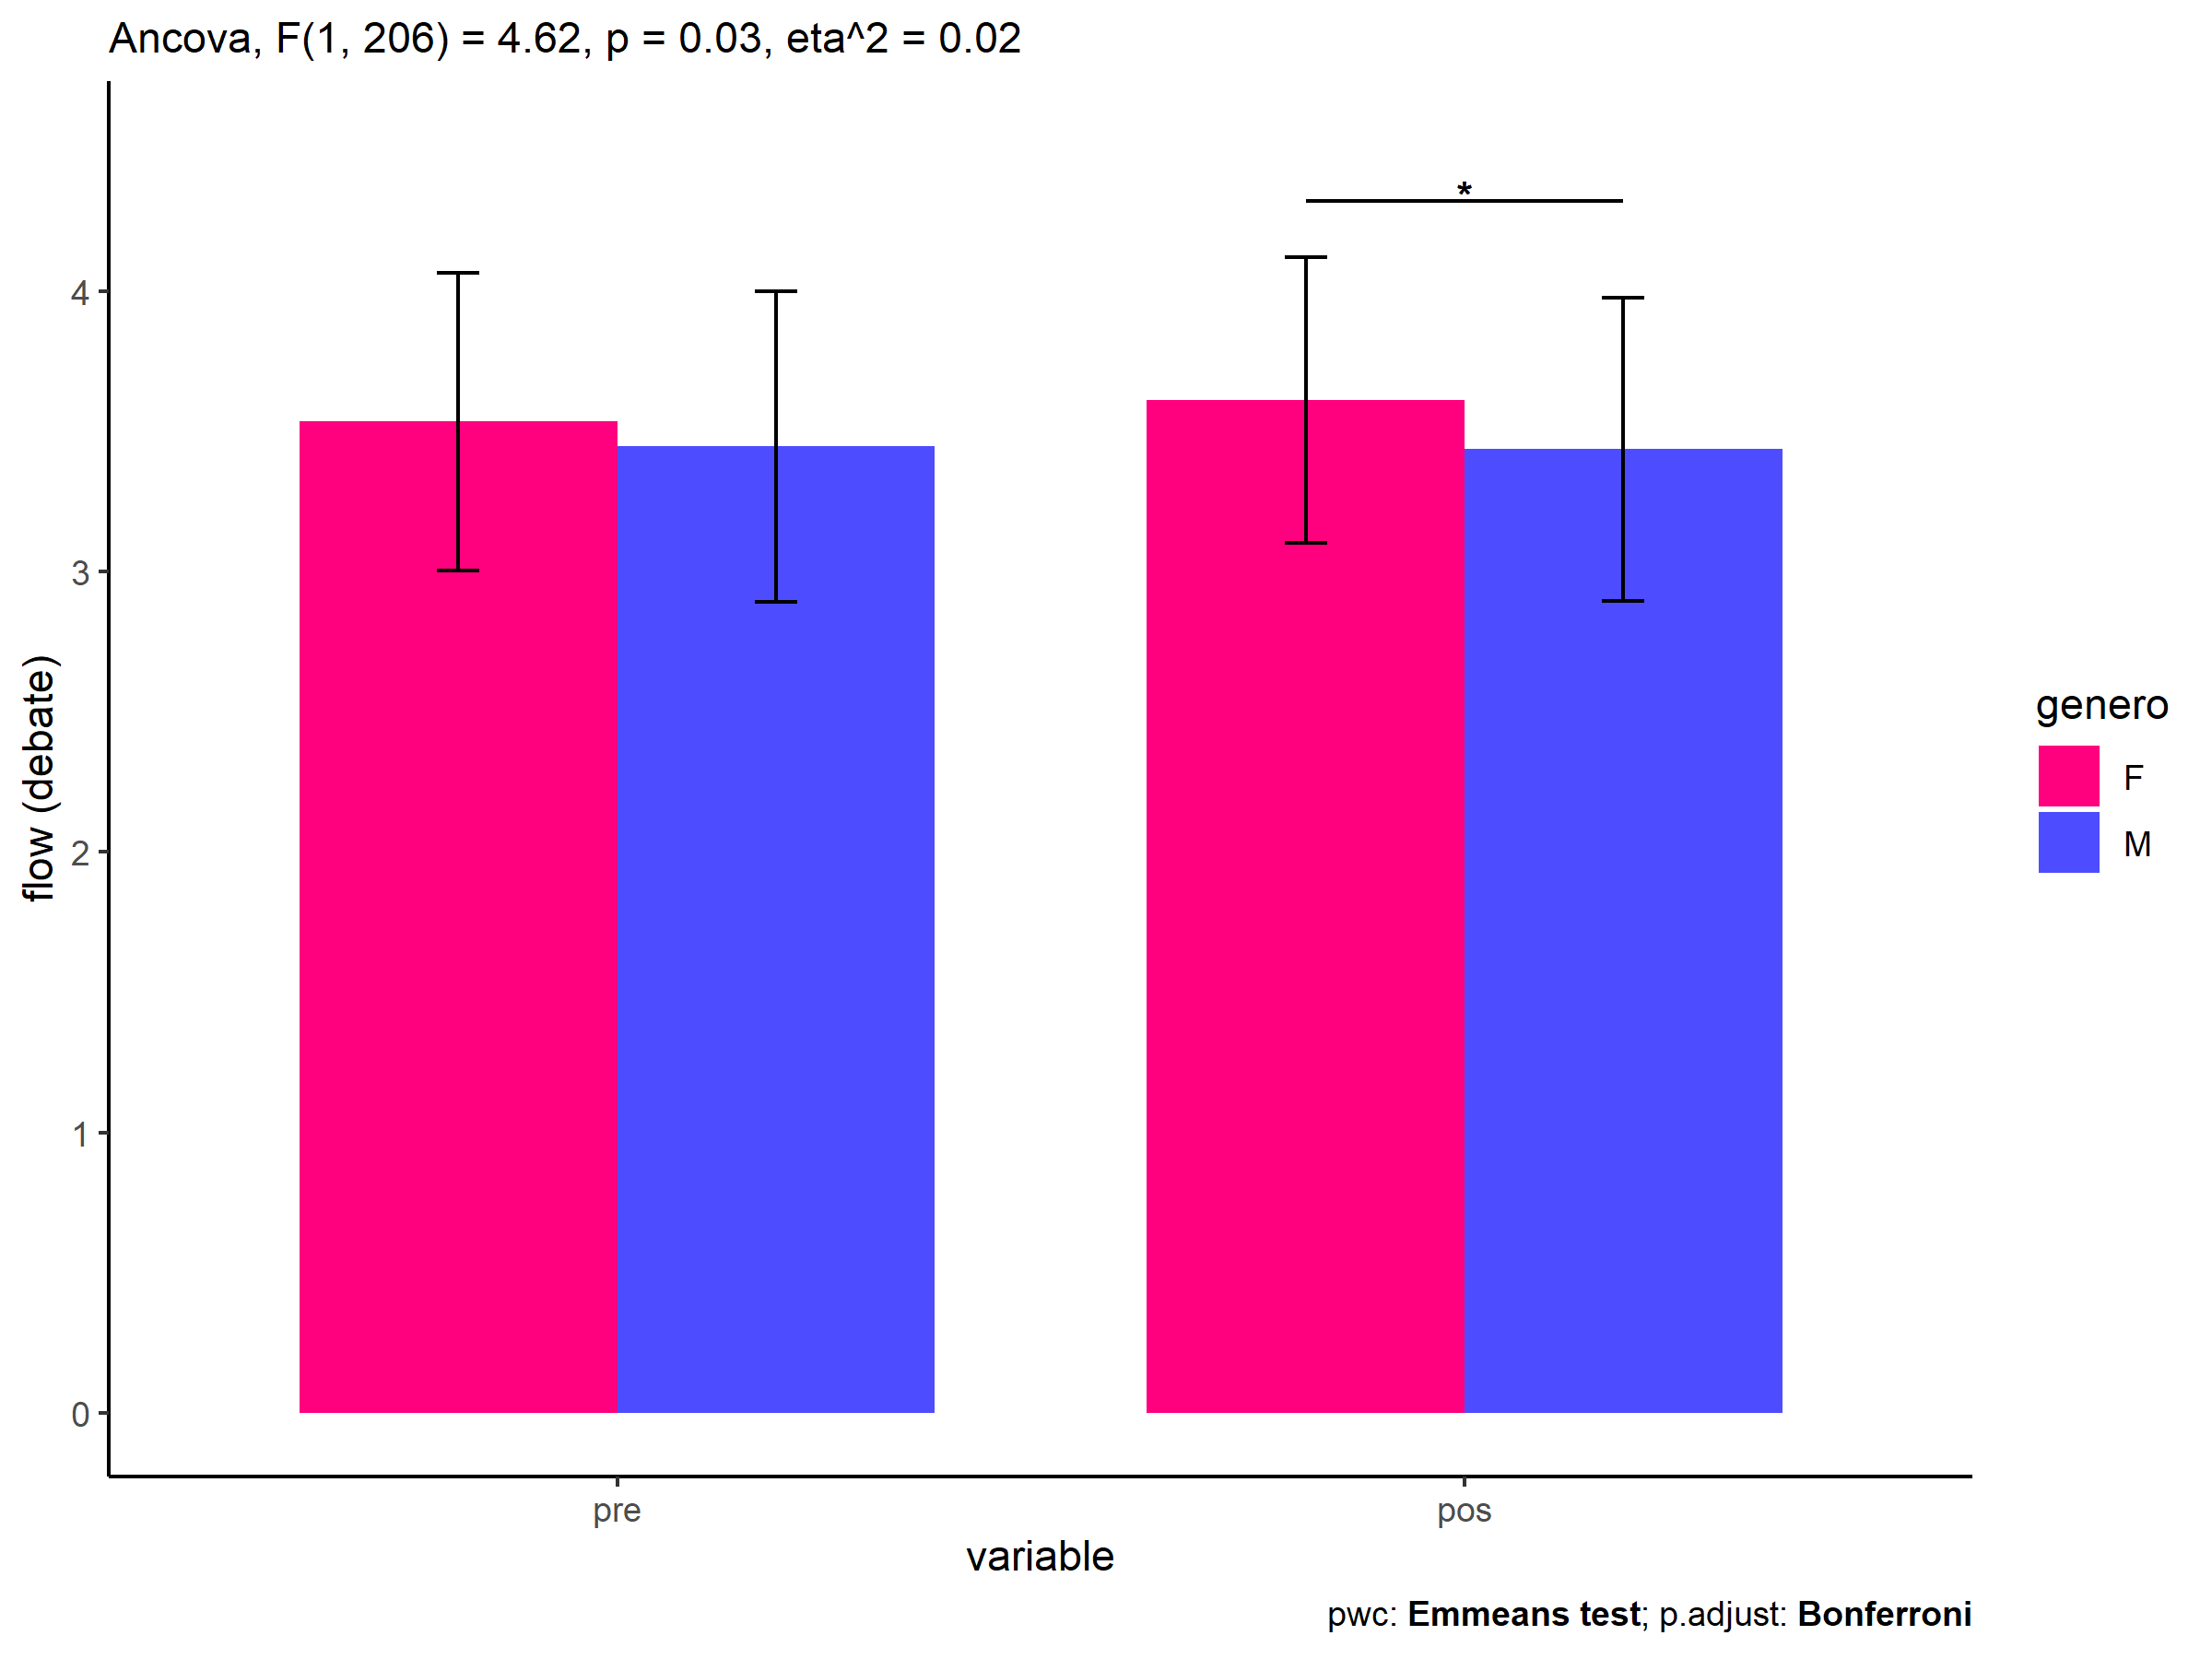 Ancova, F(1, 206) = 4.62, p = 0.03, eta^2 = 0.02
*
4
3
2
1
0
flow (debate)
pre
pos
variable
genero
F
M
pwc: Emmeans test; p.adjust: Bonferroni